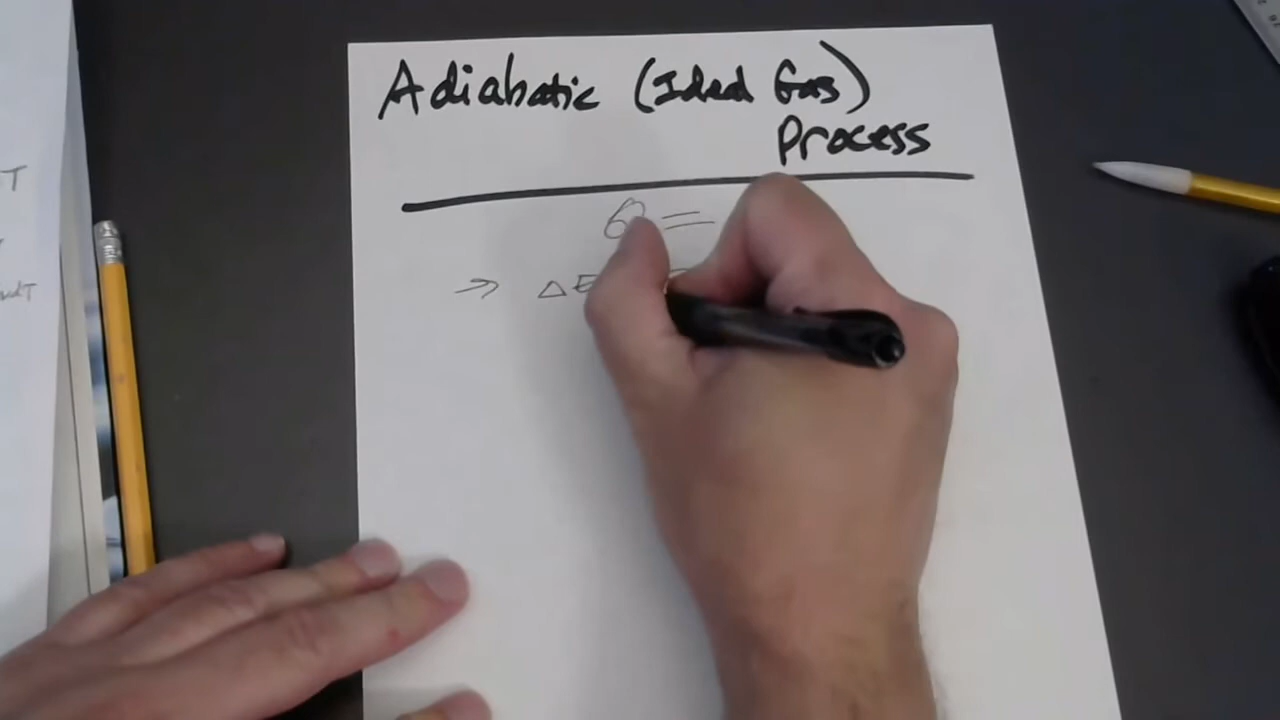 Adiabatic (Ideal Gas)
Process
Q =
⇒ ΔE
T